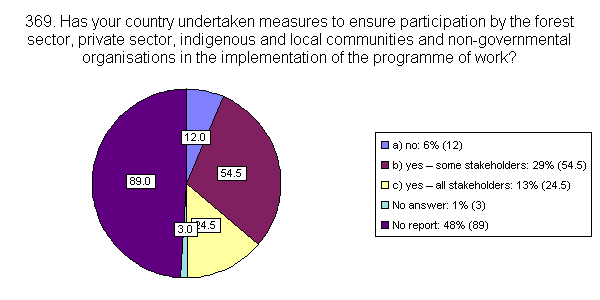 369. Has your country undertaken measures to ensure participation by the forest
sector, private sector, indigenous and local communities and non-governmental
organisations in the implementation of the programme of work?
12.0
54.5
89.0
3.0
24.5
a) no: 6% (12)
b) yes – some stakeholders: 29% (54.5)
c) yes – all stakeholders: 13% (24.5)
No answer: 1% (3)
No report: 48% (89)